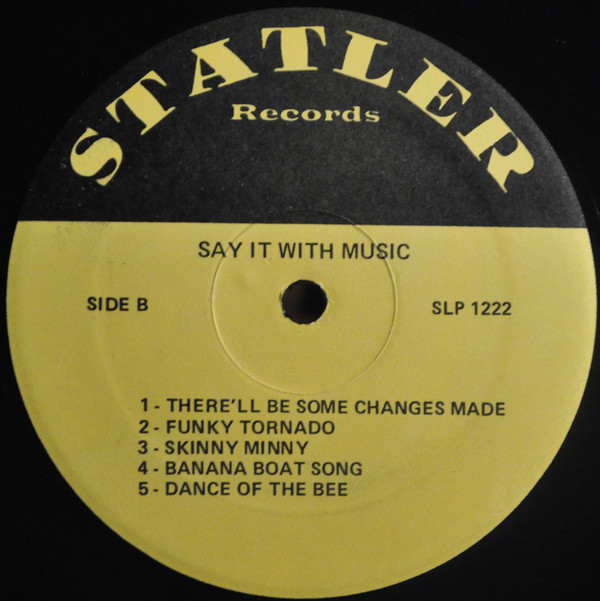 STATLER
Records
SAY IT WITH MUSIC
SIDE B
SLP 1222
1 - THERE'LL BE SOME CHANGES MADE
2 - FUNKY TORNADO
3 - SKINNY MINNY
4 - BANANA BOAT SONG
5 - DANCE OF THE BEE